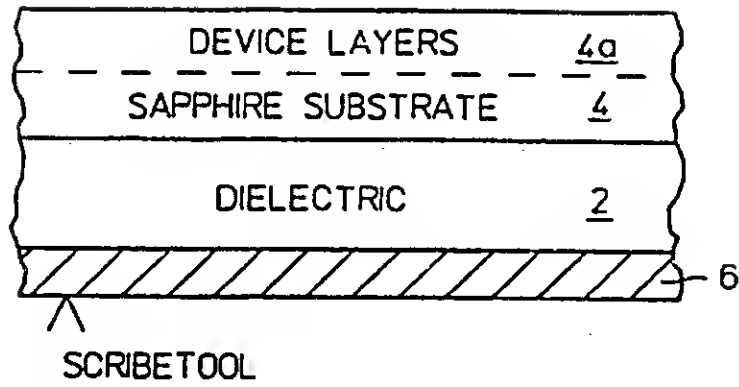 DEVICE LAYERS 4a
SAPPHIRE SUBSTRATE 4
DIELECTRIC 2
6
SCRIBETOOL